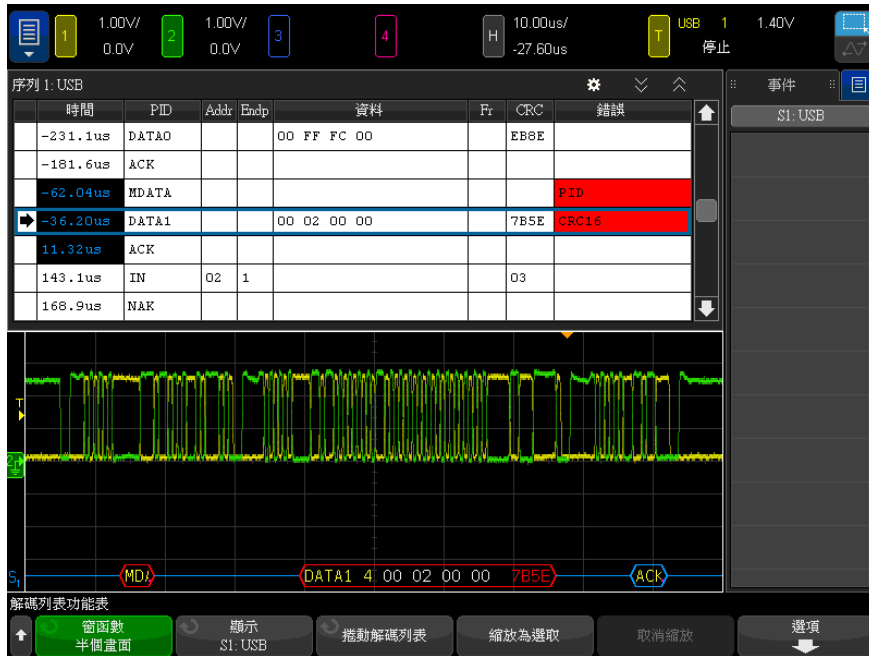 1 1.00V/ 0.0V
2 1.00V/ 0.0V
3
4
H 10.00us/ -27.60us
T USB 1 1.40V
停止
序列 1: USB
事件
S1: USB
時間 PID Addr Endp 資料 Fr CRC 錯誤
-231.1us DATA0 00 FF FC 00 EB8E
-181.6us ACK
-62.04us MDATA PID
-36.20us DATA1 00 02 00 00 7B5E CRC16
11.32us ACK
143.1us IN 02 1 03
168.9us NAK
T
2
S1 MDA DATA1 4 00 02 00 00 7B5E ACK
解碼列表功能表
窗函數
半個畫面
顯示
S1: USB
捲動解碼列表
縮放為選取
取消縮放
選項